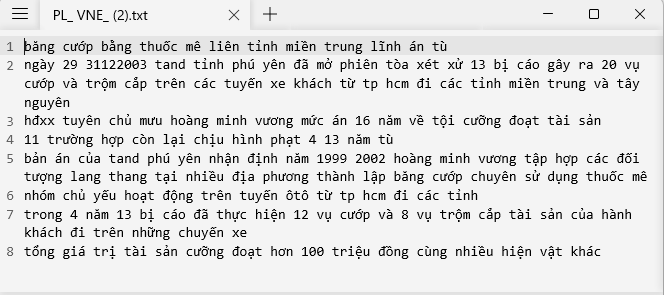 PL_ VNE_ (2).txt
1 băng cướp bằng thuốc mê liên tỉnh miền trung lĩnh án tù
2 ngày 29 31122003 tand tỉnh phú yên đã mở phiên tòa xét xử 13 bị cáo gây ra 20 vụ
cướp và trộm cắp trên các tuyến xe khách từ tp hcm đi các tỉnh miền trung và tây
nguyên
3 hđxx tuyên chủ mưu hoàng minh vương mức án 16 năm về tội cưỡng đoạt tài sản
4 11 trường hợp còn lại chịu hình phạt 4 13 năm tù
5 bản án của tand phú yên nhận định năm 1999 2002 hoàng minh vương tập hợp các đối
tượng lang thang tại nhiều địa phương thành lập băng cướp chuyên sử dụng thuốc mê
6 nhóm chủ yếu hoạt động trên tuyến ôtô từ tp hcm đi các tỉnh
7 trong 4 năm 13 bị cáo đã thực hiện 12 vụ cướp và 8 vụ trộm cắp tài sản của hành
khách đi trên những chuyến xe
8 tổng giá trị tài sản cưỡng đoạt hơn 100 triệu đồng cùng nhiều hiện vật khác